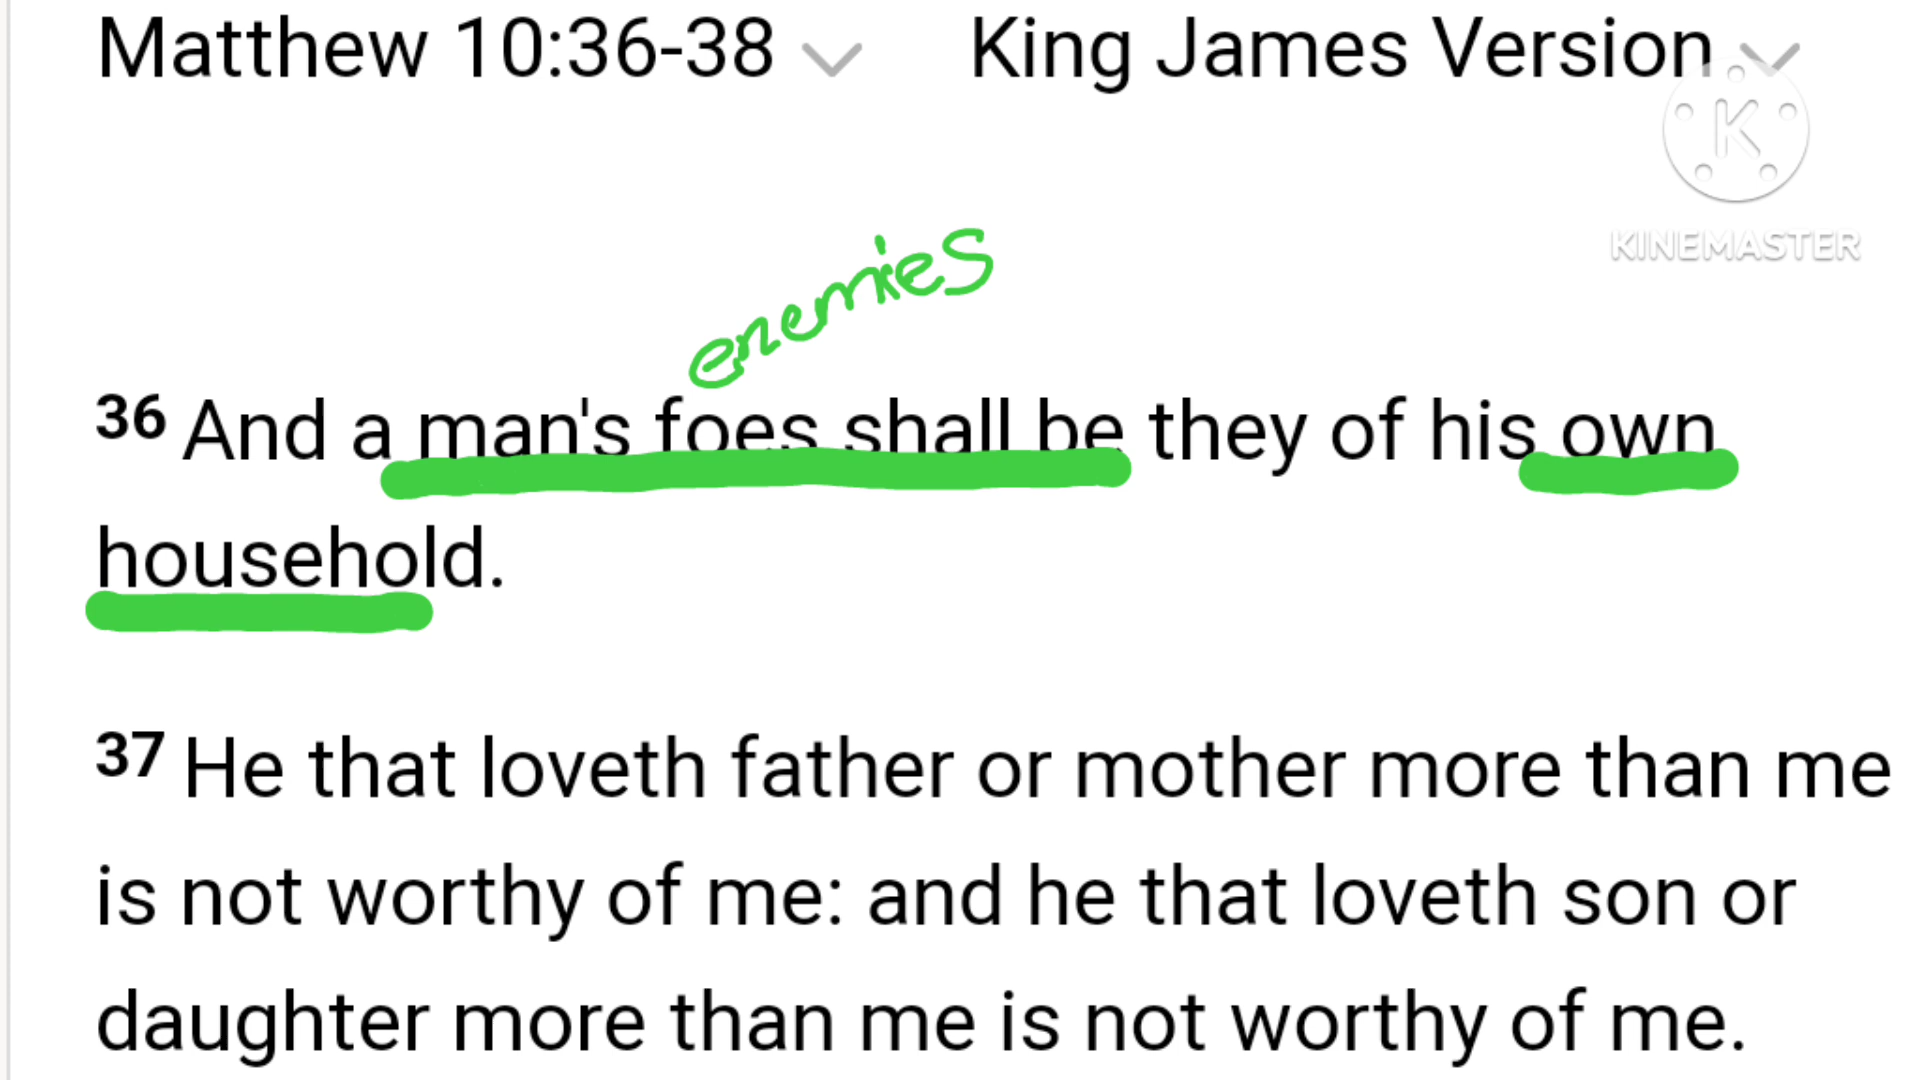 Matthew 10:36-38 King James Version
K
KINEMASTER
enemies
36 And a man's foes shall be they of his own
household.
37 He that loveth father or mother more than me
is not worthy of me: and he that loveth son or
daughter more than me is not worthy of me.